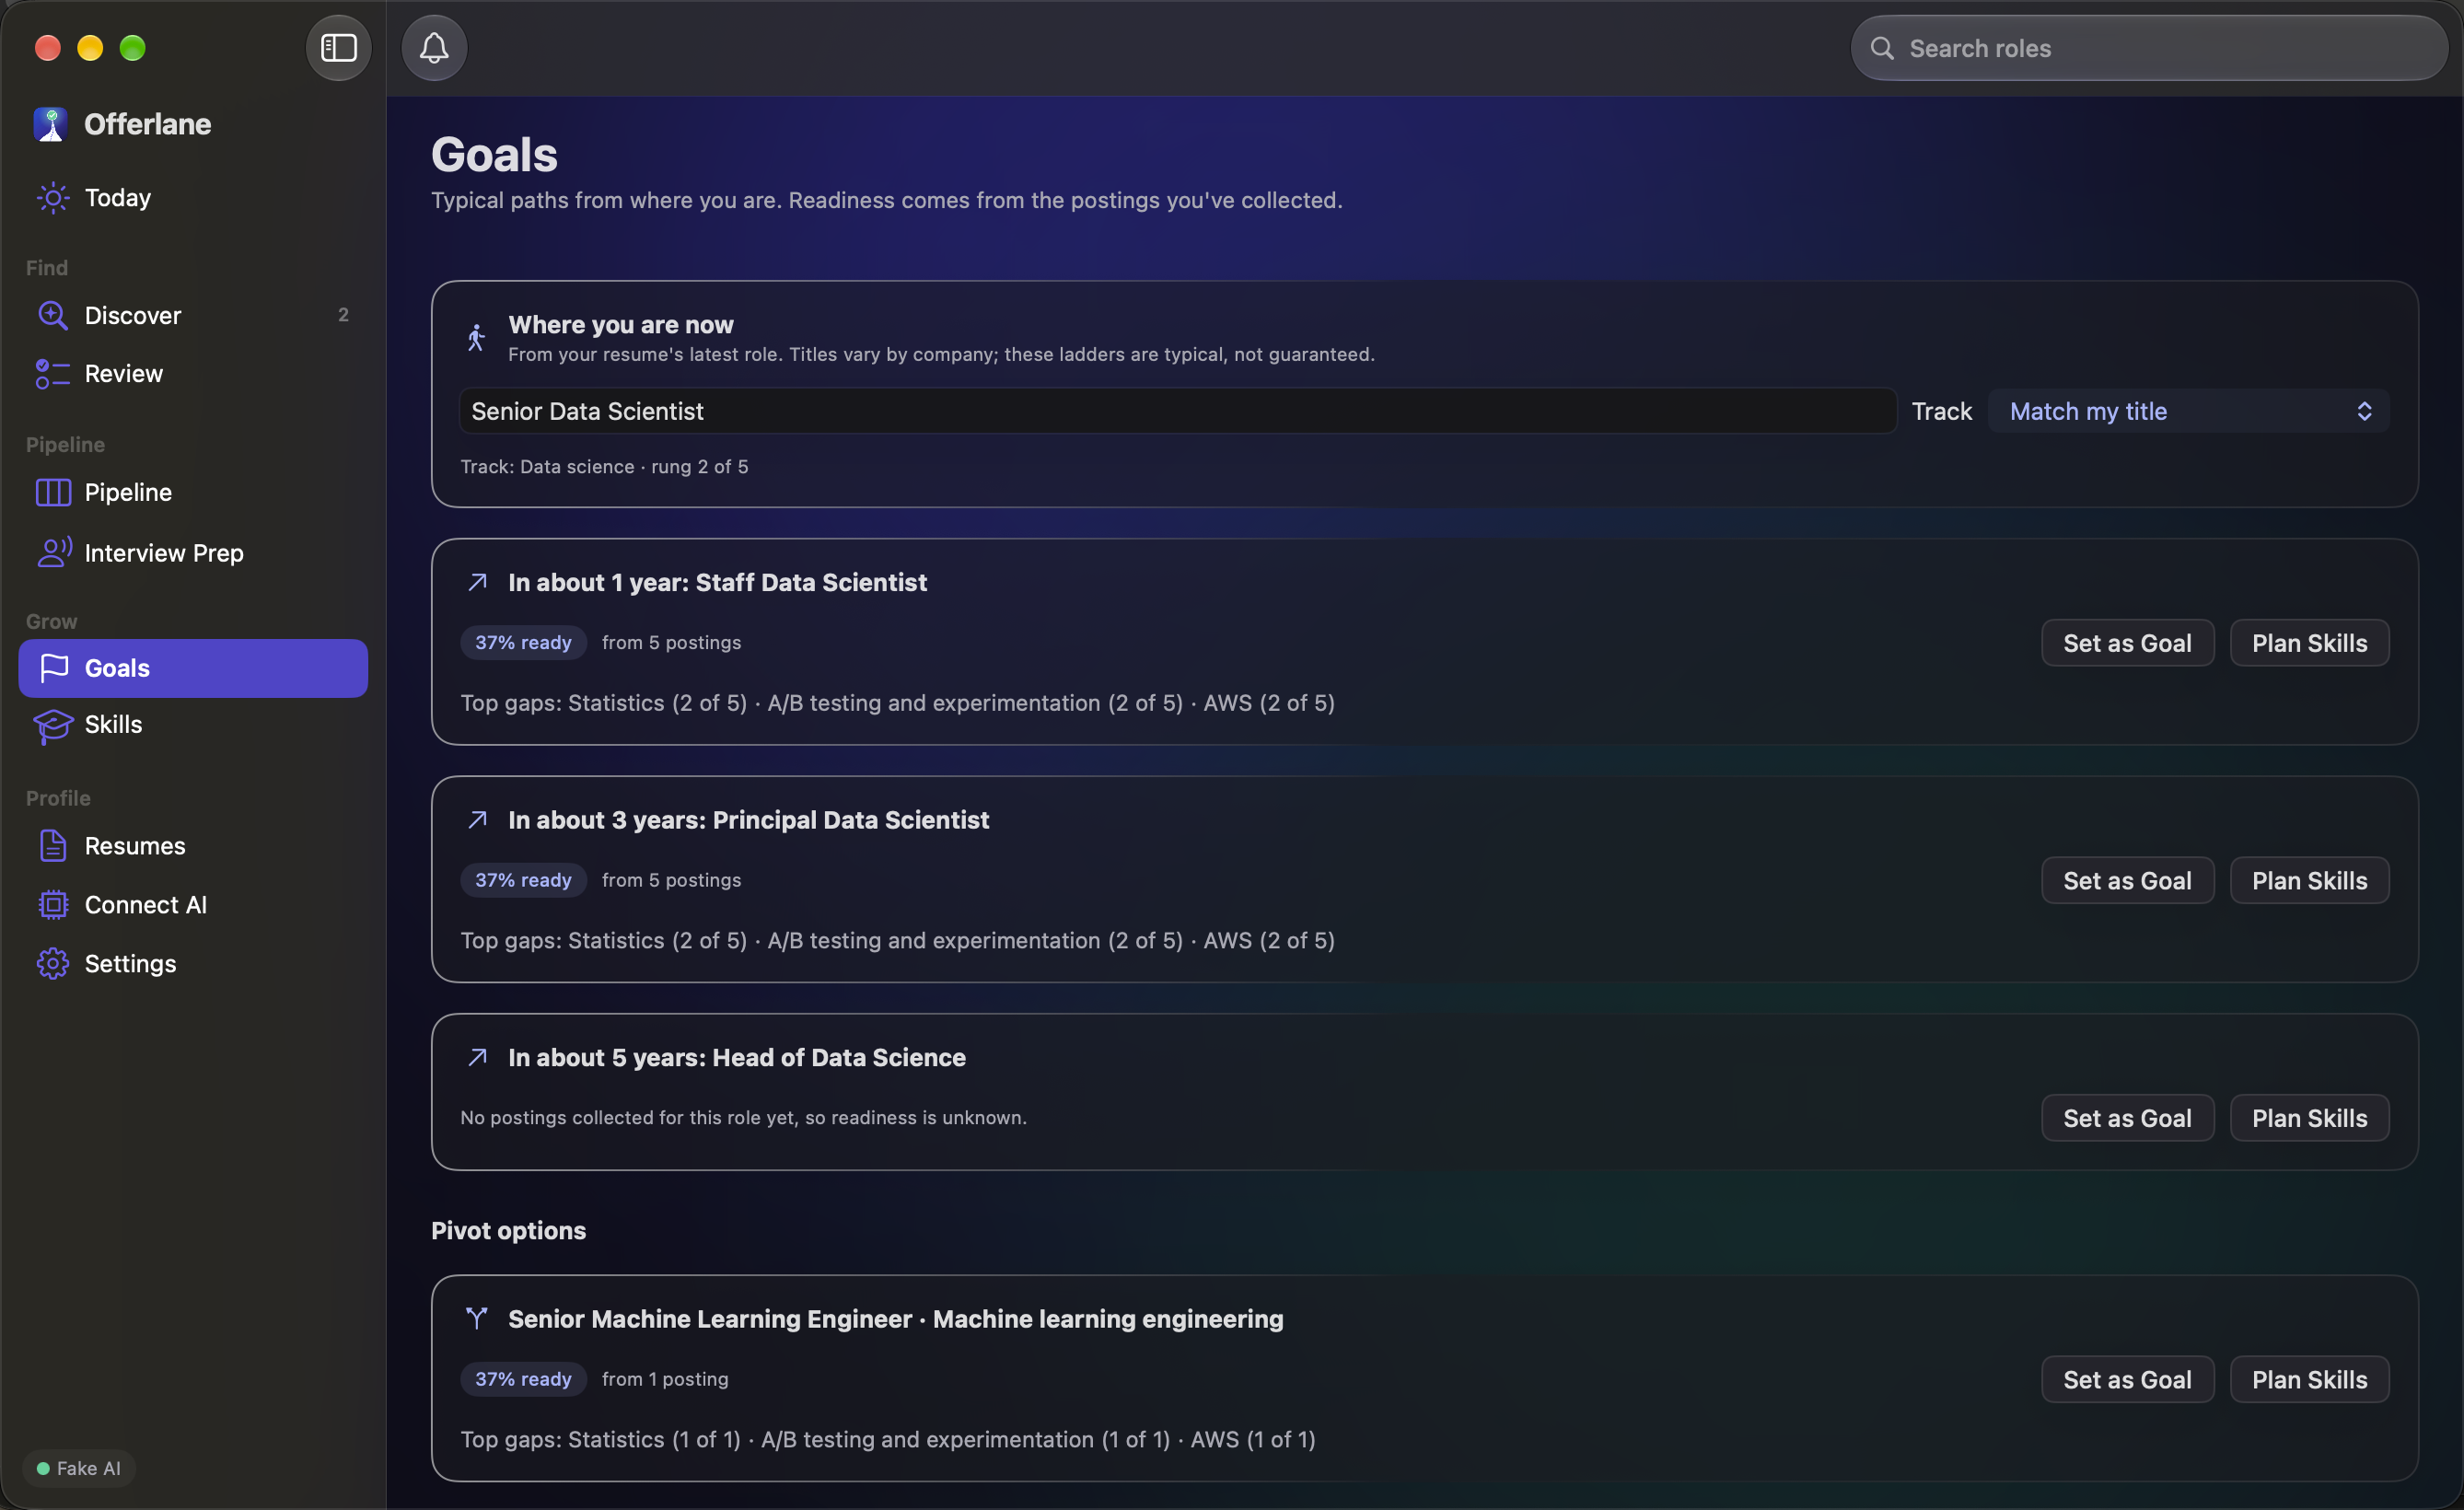 Search roles
Offerlane
Today
Find
Discover 2
Review
Pipeline
Pipeline
Interview Prep
Grow
Goals
Skills
Profile
Resumes
Connect AI
Settings
Fake AI
Goals
Typical paths from where you are. Readiness comes from the postings you've collected.
Where you are now
From your resume's latest role. Titles vary by company; these ladders are typical, not guaranteed.
Senior Data Scientist Track Match my title
Track: Data science · rung 2 of 5
In about 1 year: Staff Data Scientist
37% ready from 5 postings Set as Goal Plan Skills
Top gaps: Statistics (2 of 5) · A/B testing and experimentation (2 of 5) · AWS (2 of 5)
In about 3 years: Principal Data Scientist
37% ready from 5 postings Set as Goal Plan Skills
Top gaps: Statistics (2 of 5) · A/B testing and experimentation (2 of 5) · AWS (2 of 5)
In about 5 years: Head of Data Science
No postings collected for this role yet, so readiness is unknown. Set as Goal Plan Skills
Pivot options
Senior Machine Learning Engineer · Machine learning engineering
37% ready from 1 posting Set as Goal Plan Skills
Top gaps: Statistics (1 of 1) · A/B testing and experimentation (1 of 1) · AWS (1 of 1)